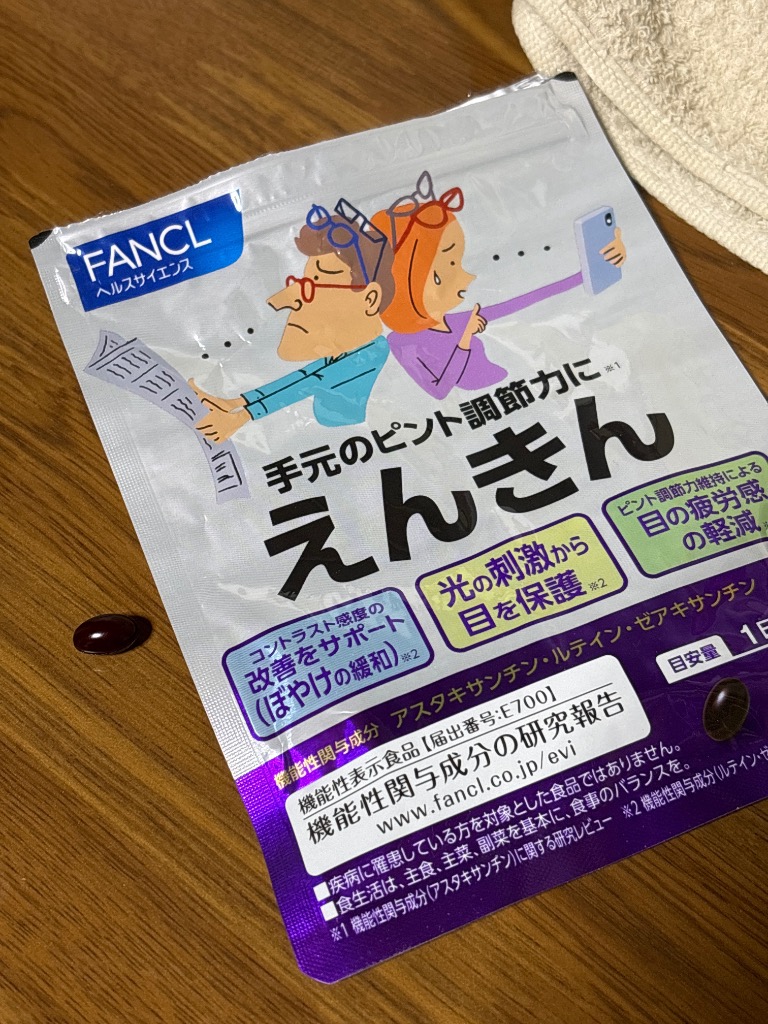 FANCL
ヘルスサイエンス
手元のピント調節力に※1
えんきん
コントラスト感度の
改善をサポート
(ぼやけの緩和)※2
光の刺激から
目を保護※2
ピント調節力維持による
目の疲労感
の軽減
機能性関与成分 アスタキサンチン・ルテイン・ゼアキサンチン
目安量 1日
機能性表示食品【届出番号:E700】
機能性関与成分の研究報告
www.fancl.co.jp/evi
■疾病に罹患している方を対象とした食品ではありません。
■食生活は、主食、主菜、副菜を基本に、食事のバランスを。
※1 機能性関与成分(アスタキサンチン)に関する研究レビュー ※2 機能性関与成分(ルテイン・ゼ